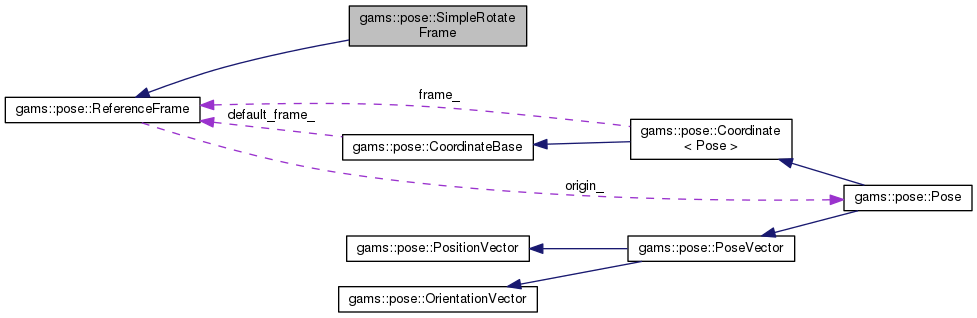 gams::pose::SimpleRotate
Frame
gams::pose::ReferenceFrame
frame_
default_frame_
gams::pose::Coordinate
< Pose >
gams::pose::CoordinateBase
origin_
gams::pose::Pose
gams::pose::PositionVector
gams::pose::PoseVector
gams::pose::OrientationVector